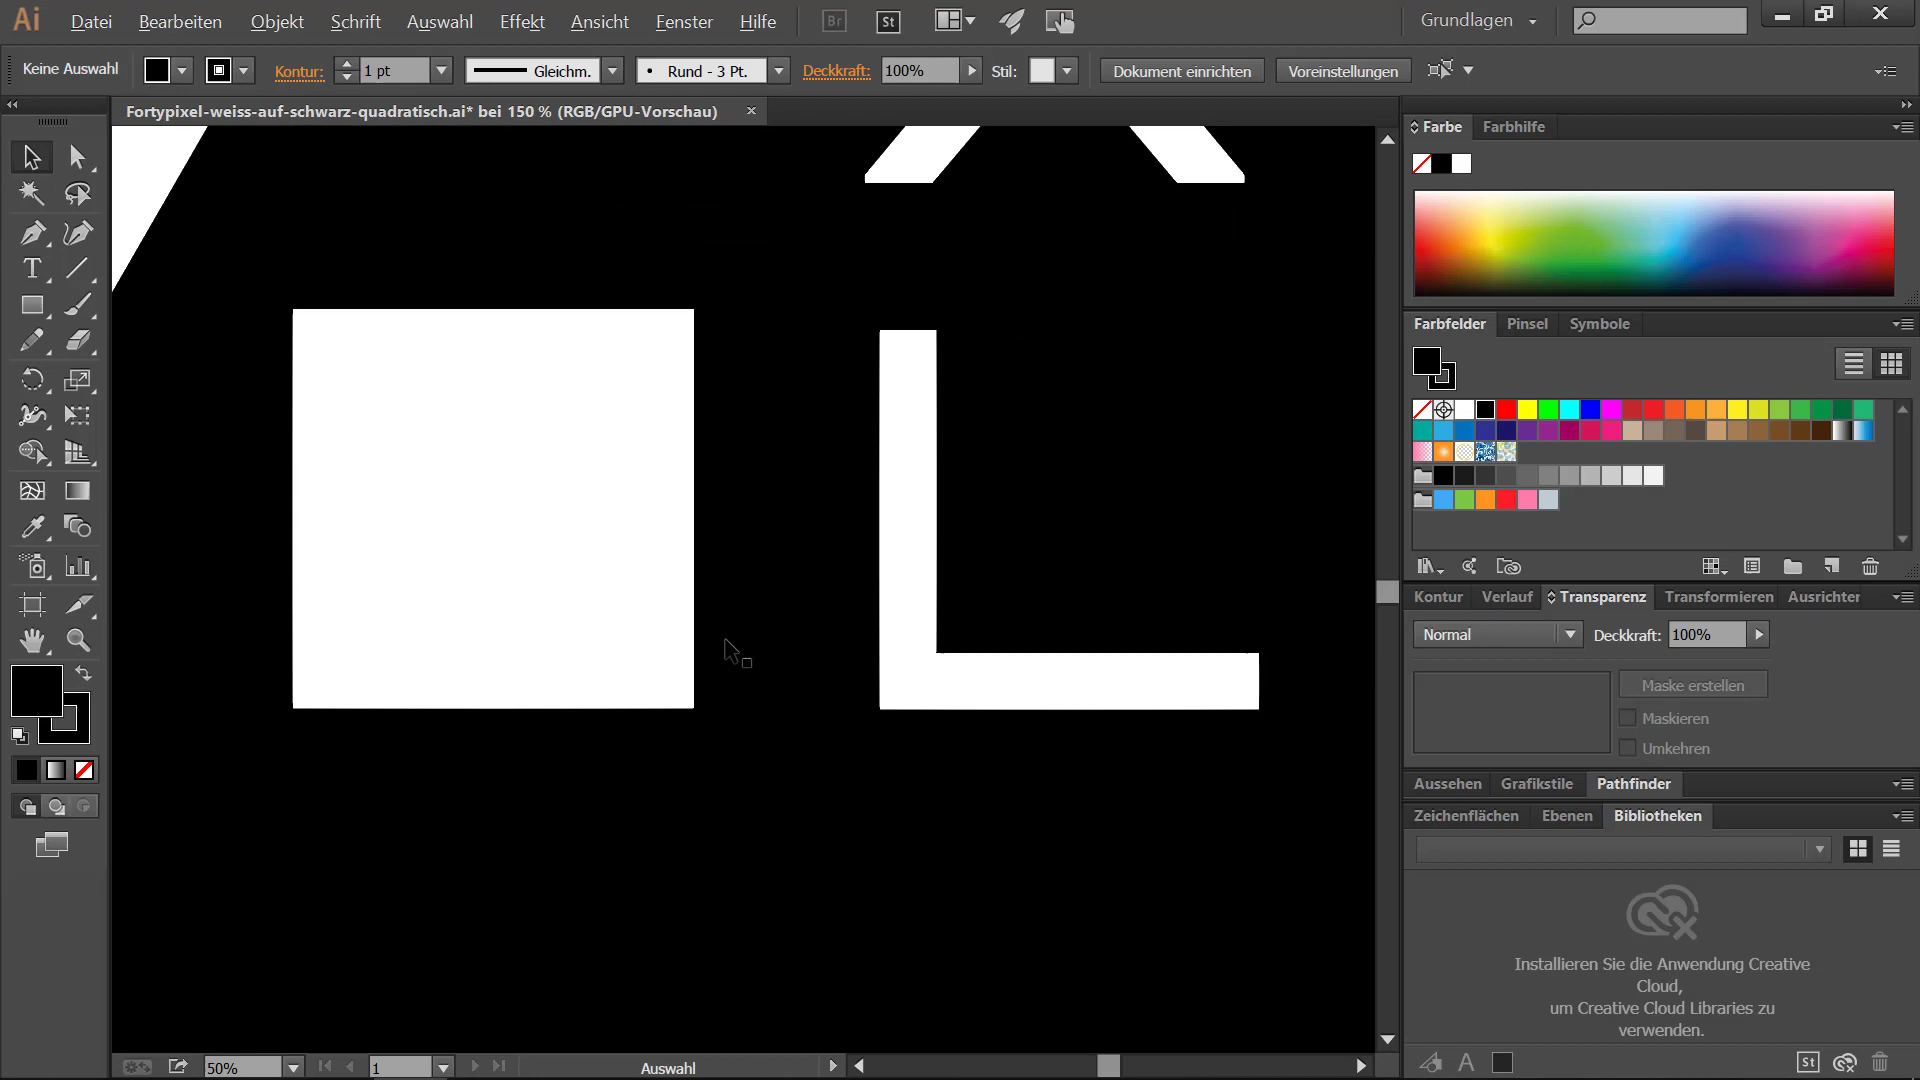 Ai Datei Bearbeiten Objekt Schrift Auswahl Effekt Ansicht Fenster Hilfe Br St Grundlagen
Keine Auswahl Kontur: 1 pt Gleichm. Rund - 3 Pt. Deckkraft: 100% Stil: Dokument einrichten Voreinstellungen
Fortypixel-weiss-auf-schwarz-quadratisch.ai* bei 150 % (RGB/GPU-Vorschau)
Farbe Farbhilfe
L
Farbfelder Pinsel Symbole
Kontur Verlauf Transparenz Transformieren Ausrichter
Normal Deckkraft: 100%
Maske erstellen
Maskieren
Umkehren
Aussehen Grafikstile Pathfinder
Zeichenflächen Ebenen Bibliotheken
Installieren Sie die Anwendung Creative
Cloud,
um Creative Cloud Libraries zu
verwenden.
50% 1 Auswahl St